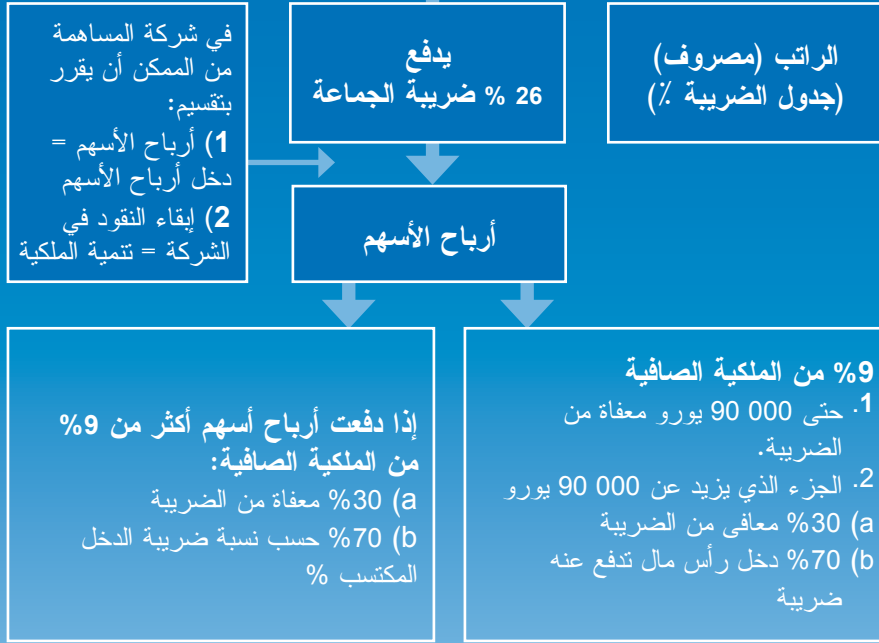 الراتب (مصروف)
(جدول الضريبة ٪)
يدفع
26 % ضريبة الجماعة
في شركة المساهمة
من الممكن أن يقرر
بتقسيم:
1) أرباح الأسهم =
دخل أرباح الأسهم
2) إبقاء النقود في
الشركة = تنمية الملكية
أرباح الأسهم
9% من الملكية الصافية
1. حتى 000 90 يورو معفاة من
الضريبة.
2. الجزء الذي يزيد عن 000 90 يورو
a) 30% معافى من الضريبة
b) 70% دخل رأس مال تدفع عنه
ضريبة
إذا دفعت أرباح أسهم أكثر من 9%
من الملكية الصافية:
a) 30% معفاة من الضريبة
b) 70% حسب نسبة ضريبة الدخل
المكتسب %